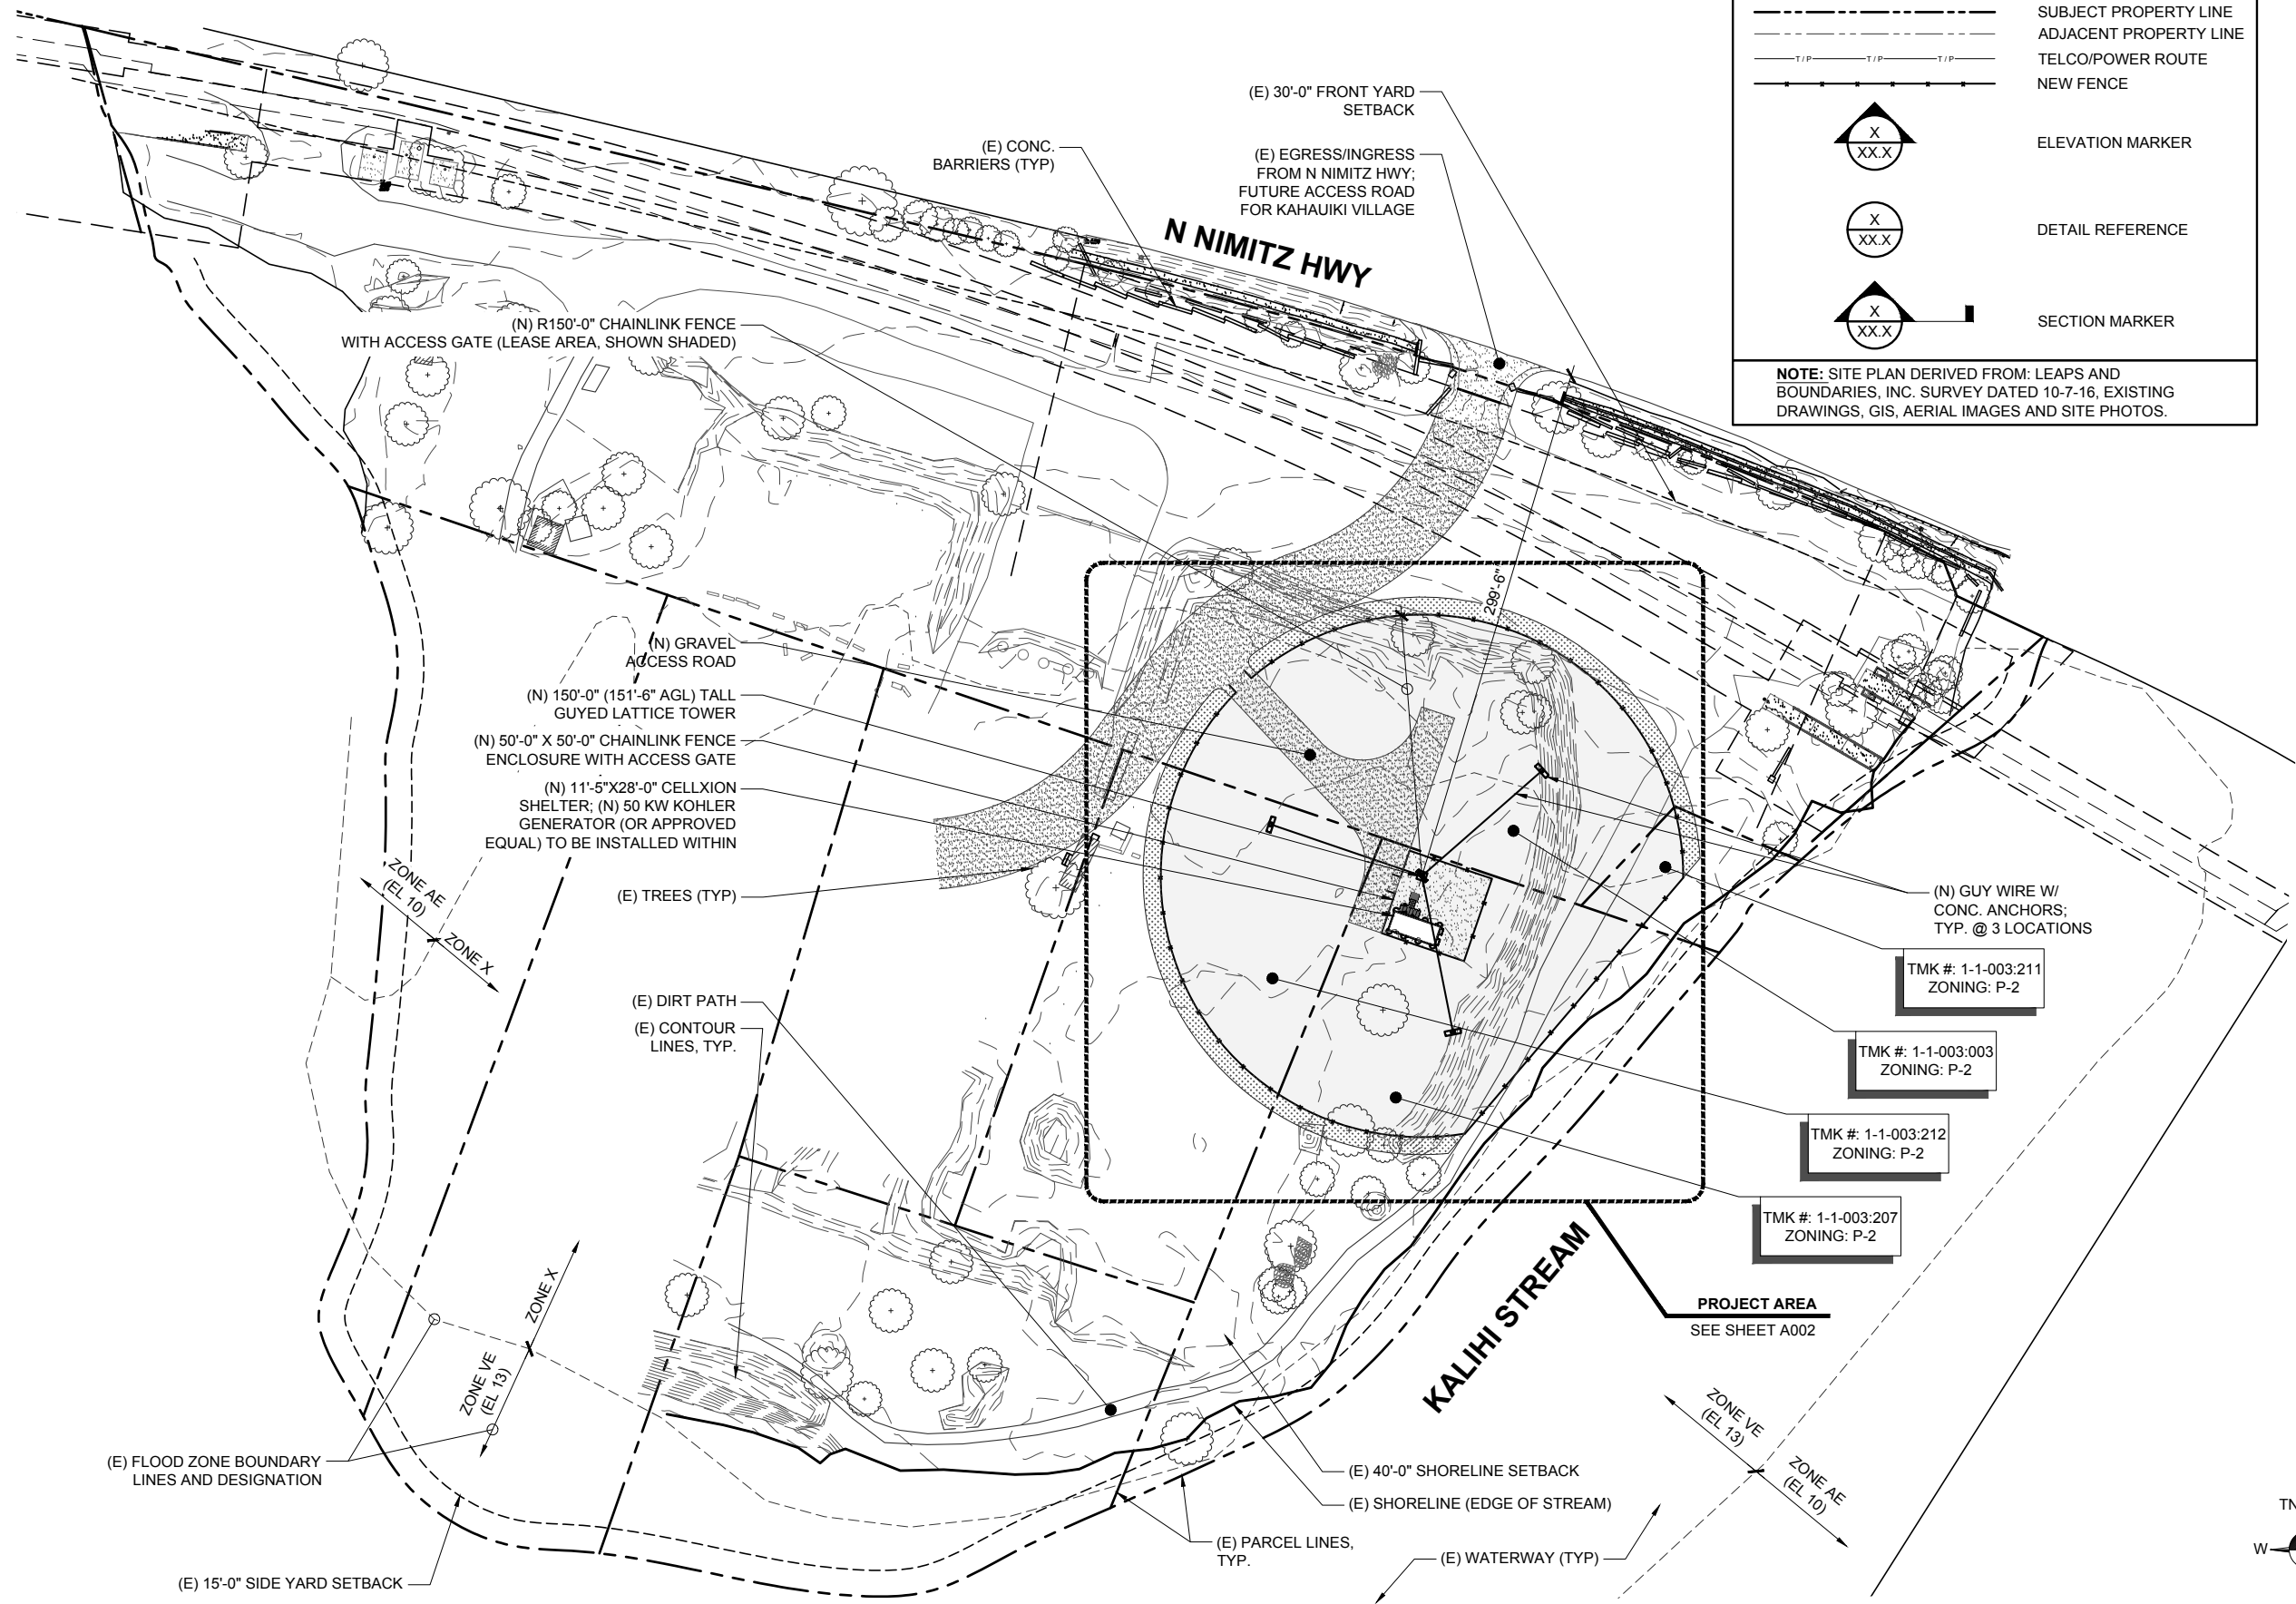 SUBJECT PROPERTY LINE
ADJACENT PROPERTY LINE
T / P T / P T / P
TELCO/POWER ROUTE
NEW FENCE
X
XX.X
ELEVATION MARKER
X
XX.X
DETAIL REFERENCE
X
XX.X
SECTION MARKER
NOTE: SITE PLAN DERIVED FROM: LEAPS AND
BOUNDARIES, INC. SURVEY DATED 10-7-16, EXISTING
DRAWINGS, GIS, AERIAL IMAGES AND SITE PHOTOS.
(E) 30'-0" FRONT YARD
SETBACK
(E) CONC.
BARRIERS (TYP)
(E) EGRESS/INGRESS
FROM N NIMITZ HWY;
FUTURE ACCESS ROAD
FOR KAHAUIKI VILLAGE
N NIMITZ HWY
(N) R150'-0" CHAINLINK FENCE
WITH ACCESS GATE (LEASE AREA, SHOWN SHADED)
299'-6"
(N) GRAVEL
ACCESS ROAD
(N) 150'-0" (151'-6" AGL) TALL
GUYED LATTICE TOWER
(N) 50'-0" X 50'-0" CHAINLINK FENCE
ENCLOSURE WITH ACCESS GATE
(N) 11'-5"X28'-0" CELLXION
SHELTER; (N) 50 KW KOHLER
GENERATOR (OR APPROVED
EQUAL) TO BE INSTALLED WITHIN
(E) TREES (TYP)
ZONE AE
(EL 10)
ZONE X
(E) DIRT PATH
(E) CONTOUR
LINES, TYP.
(N) GUY WIRE W/
CONC. ANCHORS;
TYP. @ 3 LOCATIONS
TMK #: 1-1-003:211
ZONING: P-2
TMK #: 1-1-003:003
ZONING: P-2
TMK #: 1-1-003:212
ZONING: P-2
TMK #: 1-1-003:207
ZONING: P-2
PROJECT AREA
SEE SHEET A002
KALIHI STREAM
ZONE X
ZONE VE
(EL 13)
ZONE VE
(EL 13)
ZONE AE
(EL 10)
(E) FLOOD ZONE BOUNDARY
LINES AND DESIGNATION
(E) 40'-0" SHORELINE SETBACK
(E) SHORELINE (EDGE OF STREAM)
(E) PARCEL LINES,
TYP.
(E) WATERWAY (TYP)
(E) 15'-0" SIDE YARD SETBACK
TN
W